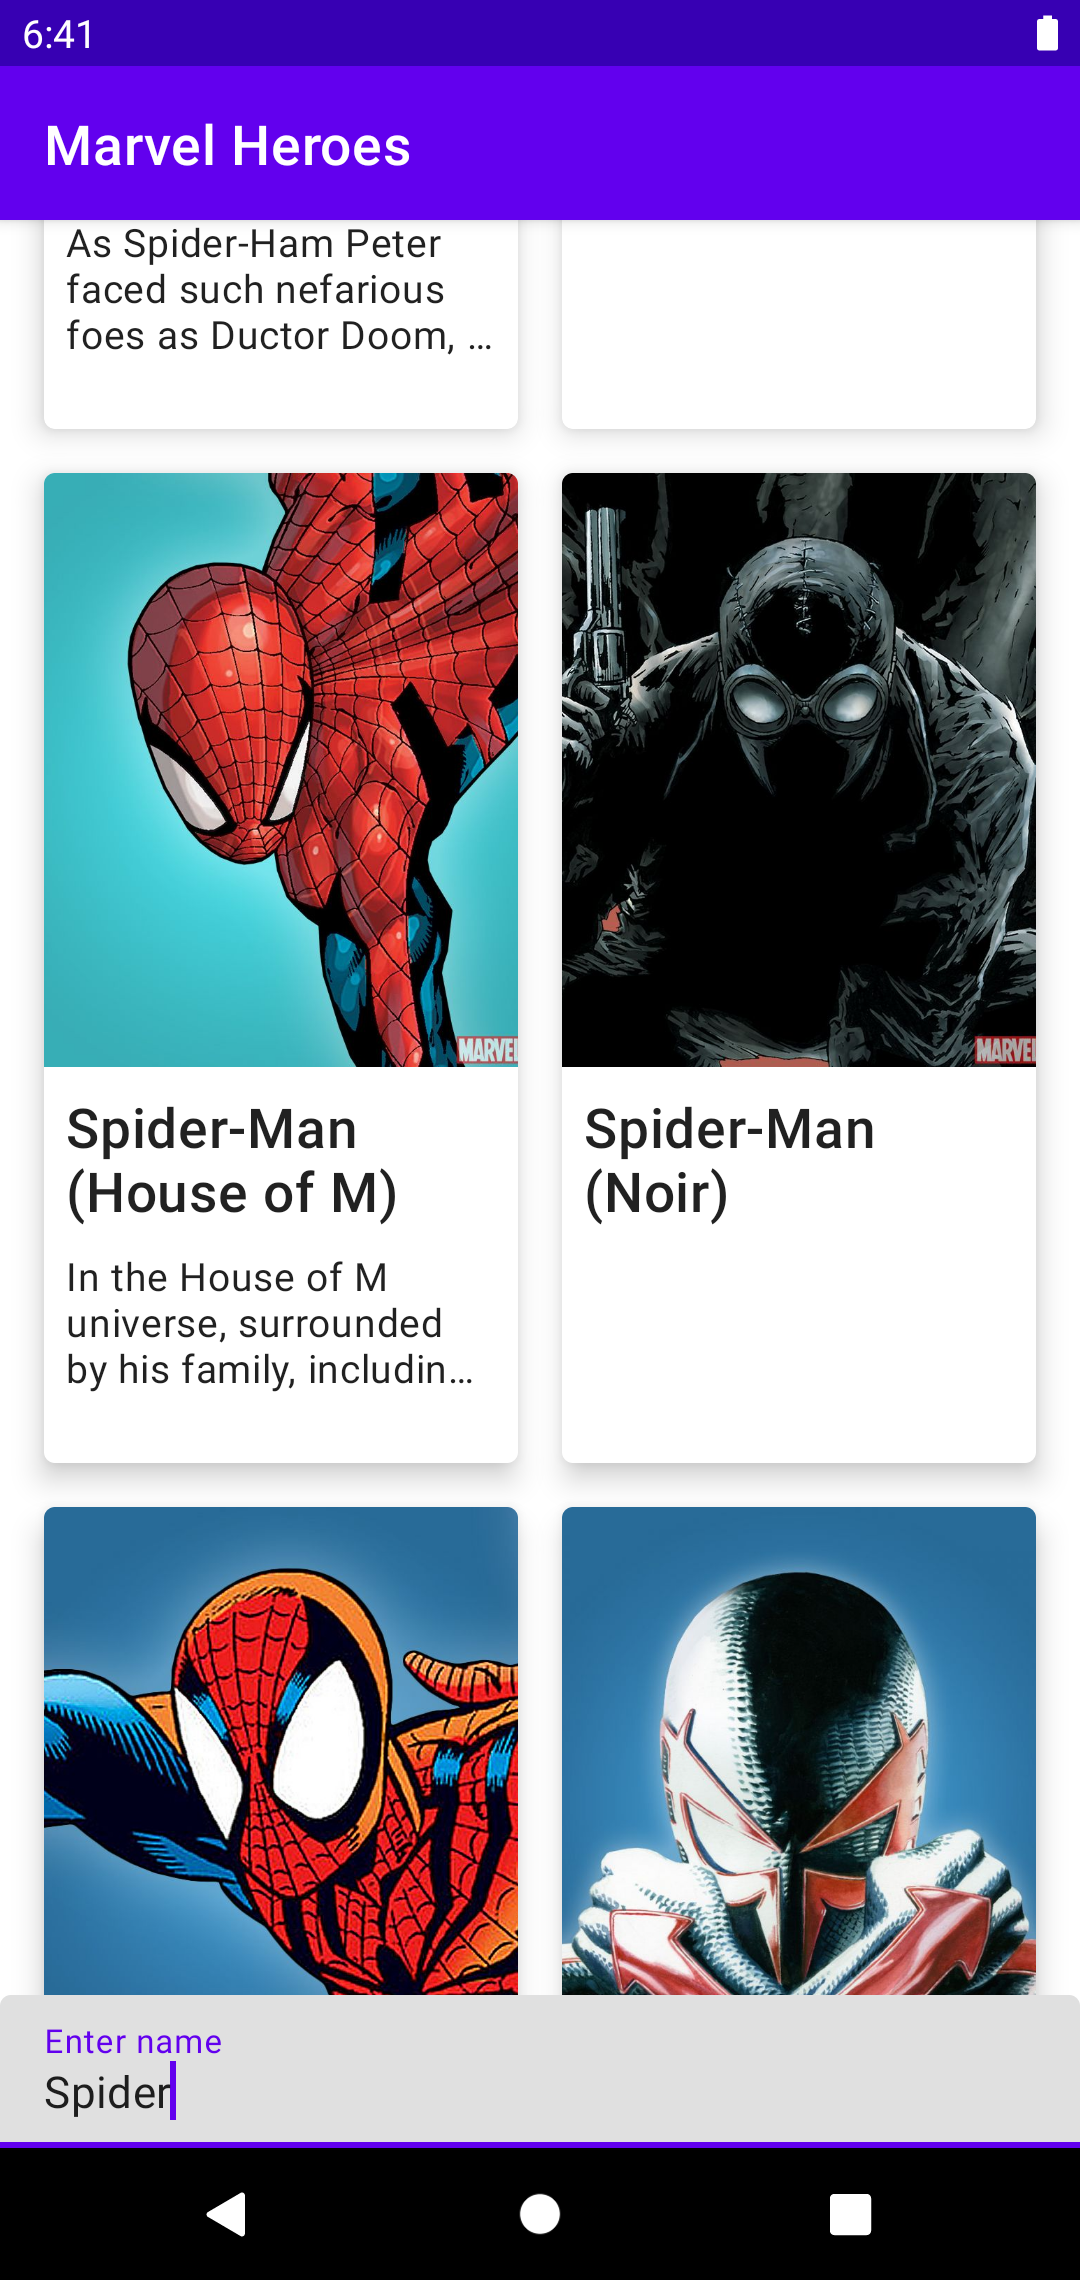 6:41
Marvel Heroes
As Spider-Ham Peter
faced such nefarious
foes as Ductor Doom, ...
MARVEL
MARVEL
Spider-Man
(House of M)
Spider-Man
(Noir)
In the House of M
universe, surrounded
by his family, includin...
Enter name
Spider